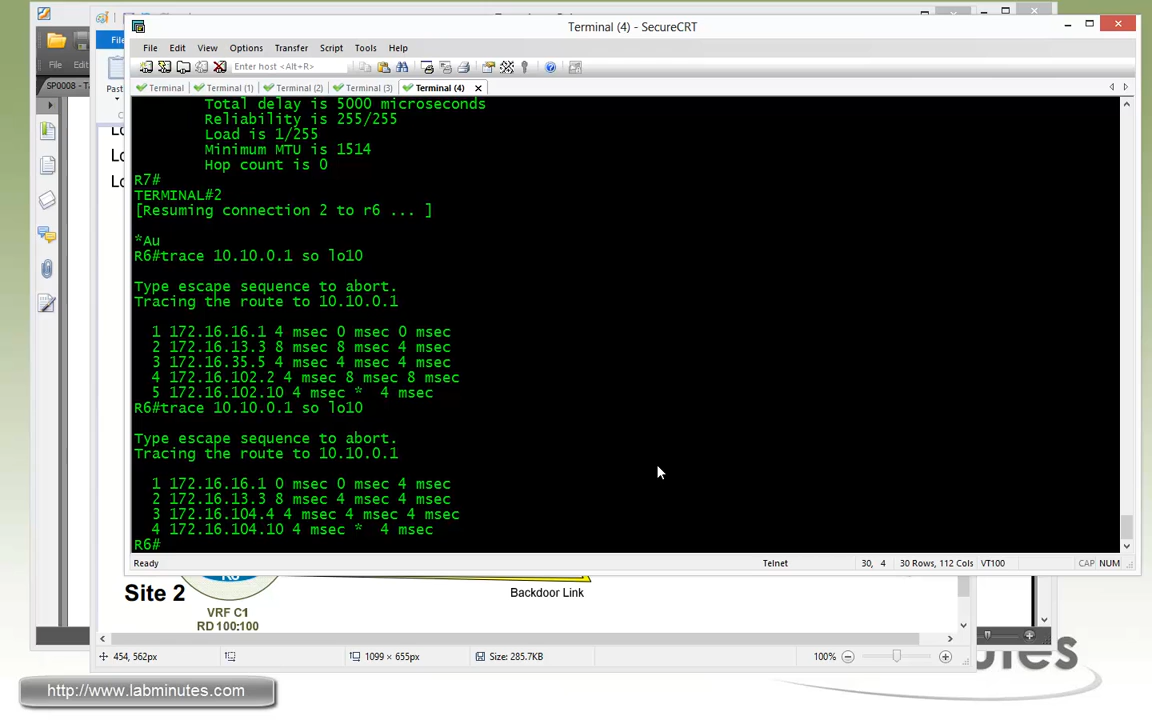 Terminal (4) - SecureCRT
File
File Edit View Options Transfer Script Tools Help
File Edi
Enter host <Alt+R>
SP0008 - T
Past
Terminal Terminal (1) Terminal (2) Terminal (3) Terminal (4)
Total delay is 5000 microseconds
Reliability is 255/255
Load is 1/255
Minimum MTU is 1514
Hop count is 0
R7#
TERMINAL#2
[Resuming connection 2 to r6 ... ]
*Au
R6#trace 10.10.0.1 so lo10
Type escape sequence to abort.
Tracing the route to 10.10.0.1
1 172.16.16.1 4 msec 0 msec 0 msec
2 172.16.13.3 8 msec 8 msec 4 msec
3 172.16.35.5 4 msec 4 msec 4 msec
4 172.16.102.2 4 msec 8 msec 8 msec
5 172.16.102.10 4 msec * 4 msec
R6#trace 10.10.0.1 so lo10
Type escape sequence to abort.
Tracing the route to 10.10.0.1
1 172.16.16.1 0 msec 0 msec 4 msec
2 172.16.13.3 8 msec 4 msec 4 msec
3 172.16.104.4 4 msec 4 msec 4 msec
4 172.16.104.10 4 msec * 4 msec
R6#
Ready Telnet 30, 4 30 Rows, 112 Cols VT100 CAP NUM
Site 2
Backdoor Link
VRF C1
RD 100:100
454, 562px 1099 × 655px Size: 285.7KB 100%
http://www.labminutes.com